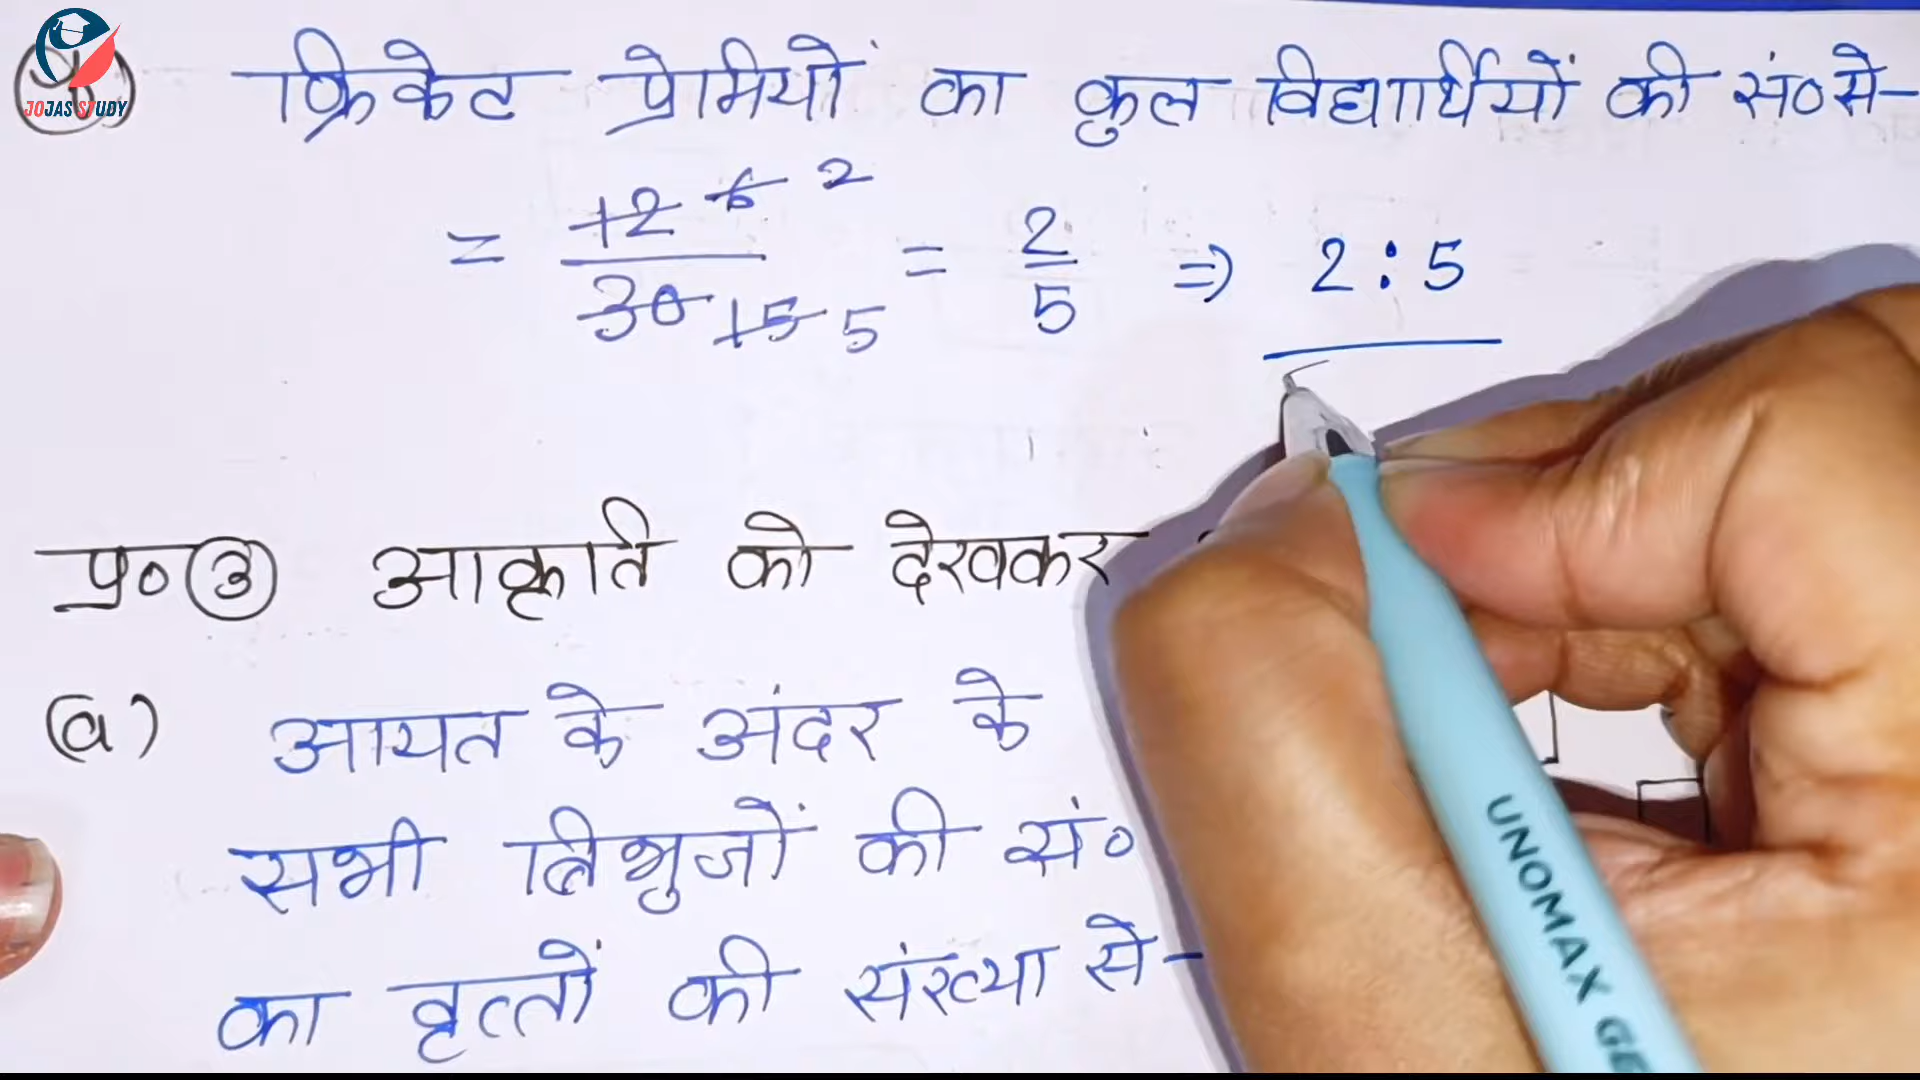 JOJAS STUDY
क्रिकेट प्रेमियों का कुल विद्यार्थियों की सं० से-
= 12 6 2 / 30 15 5 = 2/5 ⇒ 2 : 5
प्र० ③ आकृति को देखकर
(a) आयत के अंदर के
सभी त्रिभुजों की सं०
का वृत्तों की संख्या से-
UNOMAX GE